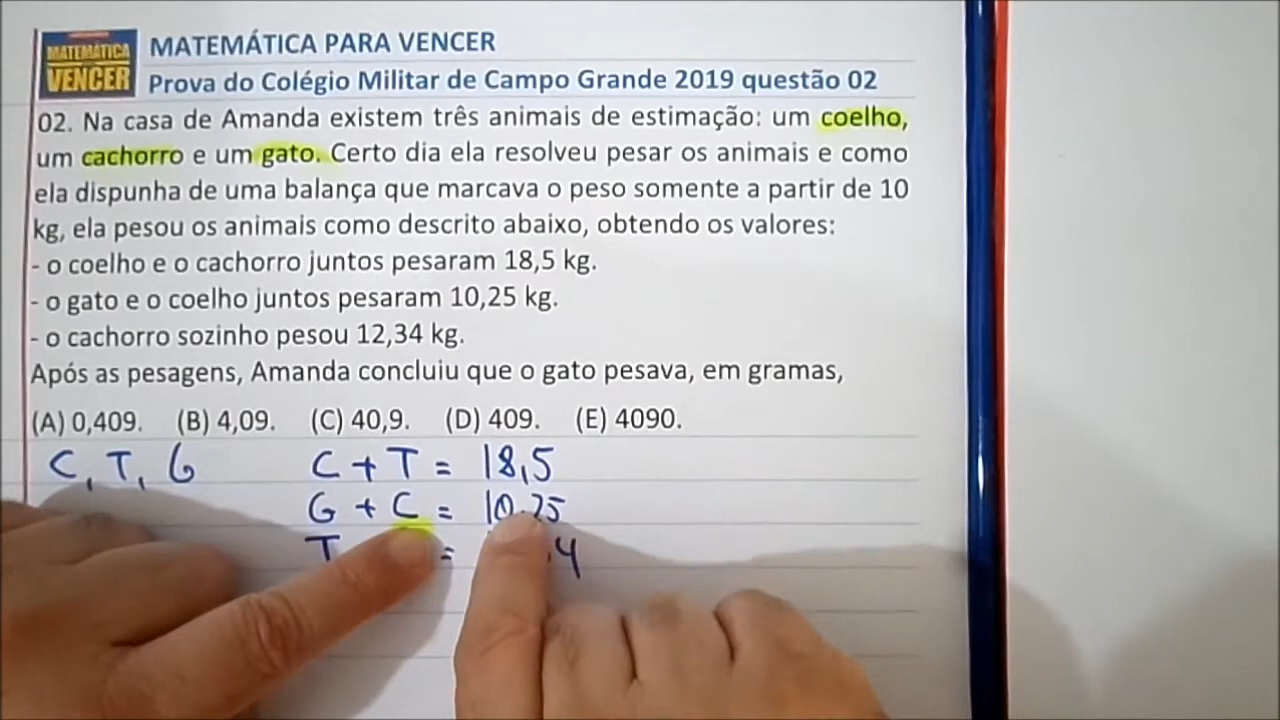 MATEMÁTICA
VENCER
MATEMÁTICA PARA VENCER
Prova do Colégio Militar de Campo Grande 2019 questão 02
02. Na casa de Amanda existem três animais de estimação: um coelho,
um cachorro e um gato. Certo dia ela resolveu pesar os animais e como
ela dispunha de uma balança que marcava o peso somente a partir de 10
kg, ela pesou os animais como descrito abaixo, obtendo os valores:
- o coelho e o cachorro juntos pesaram 18,5 kg.
- o gato e o coelho juntos pesaram 10,25 kg.
- o cachorro sozinho pesou 12,34 kg.
Após as pesagens, Amanda concluiu que o gato pesava, em gramas,
(A) 0,409. (B) 4,09. (C) 40,9. (D) 409. (E) 4090.
C, T, G C + T = 18,5
G + C = 10,25
T = ,4